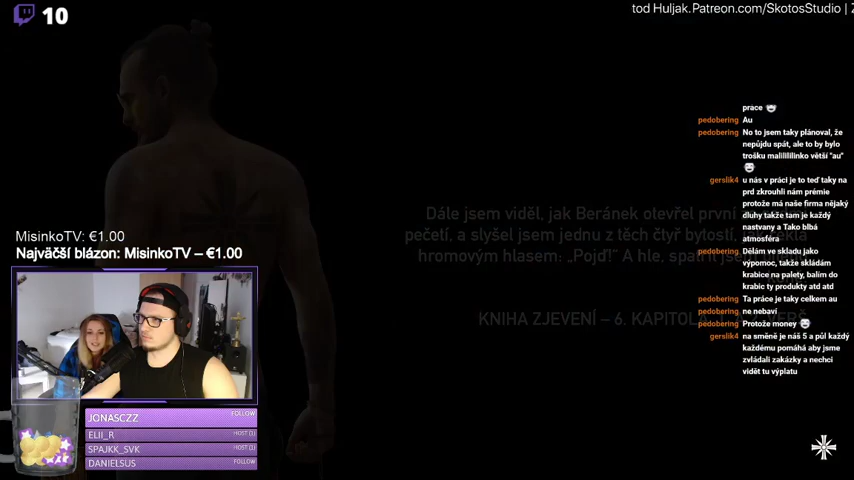 10
tod Huljak.Patreon.com/SkotosStudio |
prace
pedobering Au
pedobering No to jsem taky plánoval, že
nepůjdu spát, ale to by bylo
trošku malilililinko větší "au"
gerslik4 u nás v práci je to teď taky na
prd zkrouhli nám prémie
protože má naše firma nějaký
dluhy takže tam je každý
nastvany a Tako blbá
atmosféra
pedobering Dělám ve skladu jako
výpomoc, takže skládám
krabice na palety, balím do
krabic ty produkty atd atd
pedobering Ta práce je taky celkem au
pedobering ne nebaví
pedobering Protože money
gerslik4 na směně je náš 5 a půl každý
každému pomáhá aby jsme
zvládali zakázky a nechci
vidět tu výplatu
Dále jsem viděl, jak Beránek otevřel první
pečetí, a slyšel jsem jednu z těch čtyř bytostí,
hromovým hlasem: „Pojď!" A hle, spatřil jsem
KNIHA ZJEVENÍ – 6. KAPITOLA
MisinkoTV: €1.00
Najväčší blázon: MisinkoTV – €1.00
JONASCZZ FOLLOW
ELII_R HOST (1)
SPAJKK_SVK HOST (1)
DANIELSUS FOLLOW